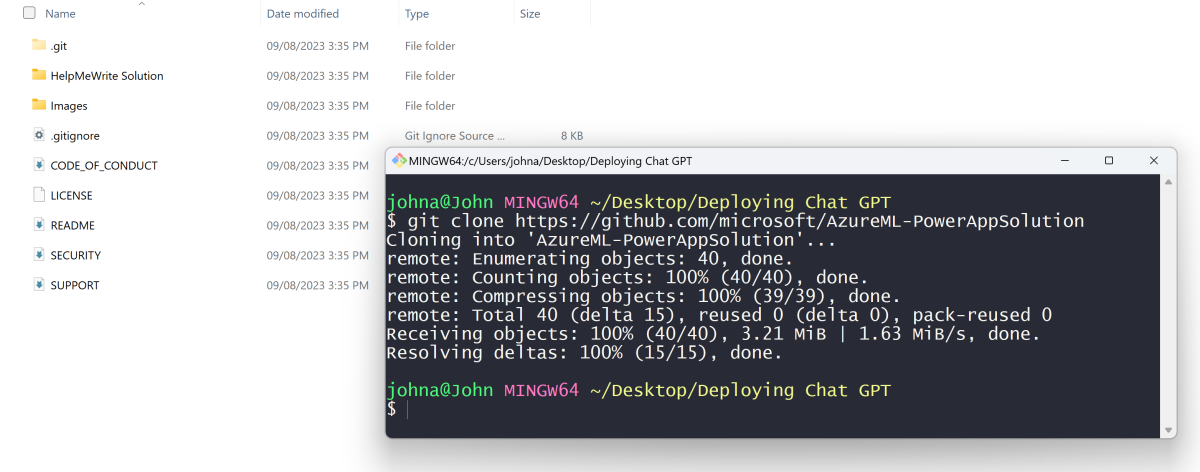 Name Date modified Type Size
.git 09/08/2023 3:35 PM File folder
HelpMeWrite Solution 09/08/2023 3:35 PM File folder
Images 09/08/2023 3:35 PM File folder
.gitignore 09/08/2023 3:35 PM Git Ignore Source ... 8 KB
CODE_OF_CONDUCT 09/08/2023 3:35 PM
LICENSE 09/08/2023 3:35 PM
README 09/08/2023 3:35 PM
SECURITY 09/08/2023 3:35 PM
SUPPORT 09/08/2023 3:35 PM
MINGW64:/c/Users/johna/Desktop/Deploying Chat GPT
johna@John MINGW64 ~/Desktop/Deploying Chat GPT
$ git clone https://github.com/microsoft/AzureML-PowerAppSolution
Cloning into 'AzureML-PowerAppSolution'...
remote: Enumerating objects: 40, done.
remote: Counting objects: 100% (40/40), done.
remote: Compressing objects: 100% (39/39), done.
remote: Total 40 (delta 15), reused 0 (delta 0), pack-reused 0
Receiving objects: 100% (40/40), 3.21 MiB | 1.63 MiB/s, done.
Resolving deltas: 100% (15/15), done.
johna@John MINGW64 ~/Desktop/Deploying Chat GPT
$